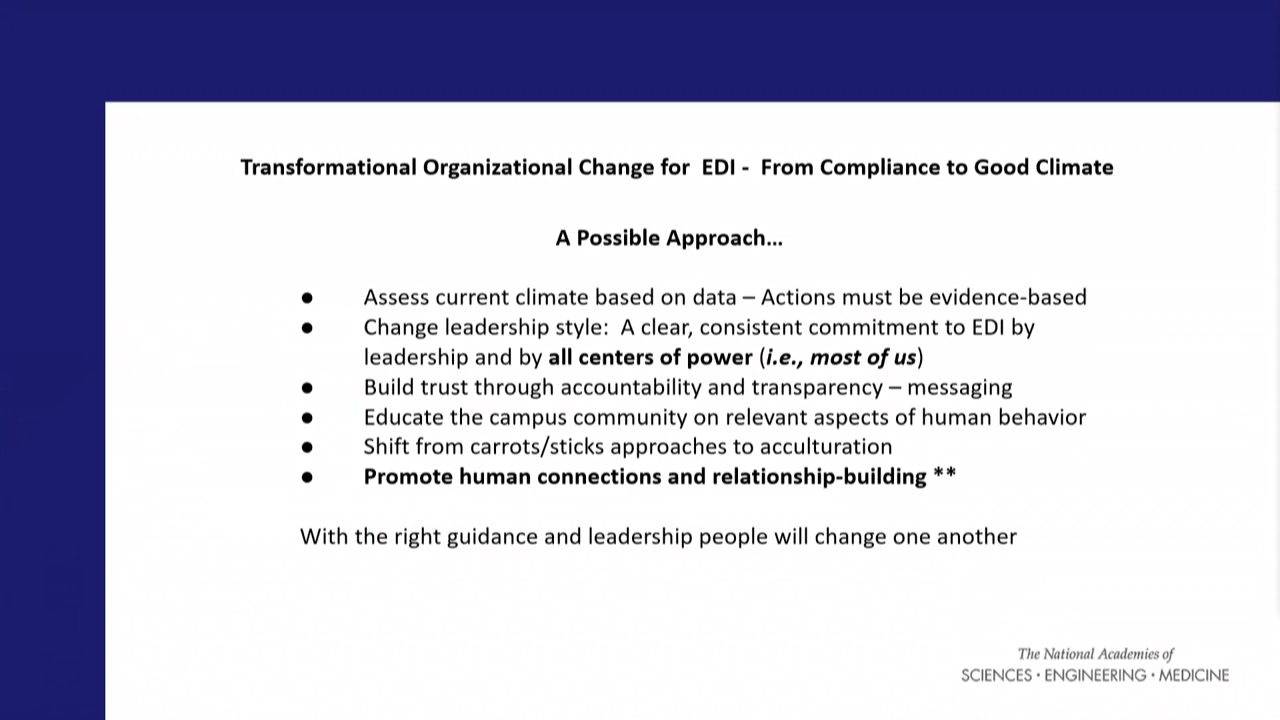 Transformational Organizational Change for EDI - From Compliance to Good Climate
A Possible Approach...
● Assess current climate based on data – Actions must be evidence-based
● Change leadership style: A clear, consistent commitment to EDI by
leadership and by all centers of power (i.e., most of us)
● Build trust through accountability and transparency – messaging
● Educate the campus community on relevant aspects of human behavior
● Shift from carrots/sticks approaches to acculturation
● Promote human connections and relationship-building **
With the right guidance and leadership people will change one another
The National Academies of
SCIENCES · ENGINEERING · MEDICINE